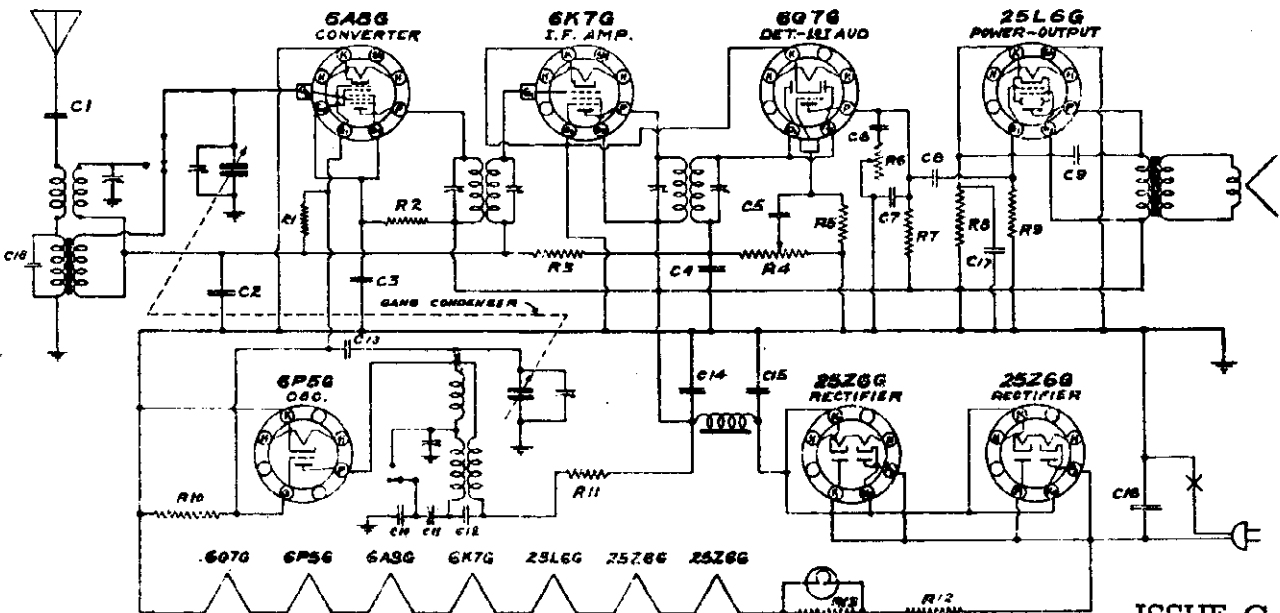 6A8G
CONVERTER
6K7G
I.F. AMP.
6Q7G
DET.-1ST AUD
25L6G
POWER-OUTPUT
C1
C6
R6
C8
C9
R1
R2
C5
C7
R5
R7
R8
R9
C17
C16
R3
C4
R4
C2
C3
GANG CONDENSER
C13
C14
C15
6P5G
OSC.
25Z6G
RECTIFIER
25Z6G
RECTIFIER
R10
R11
C18
C10
C11
C12
6Q7G
6P5G
6A8G
6K7G
25L6G
25Z6G
25Z6G
R13
R12
ISSUE C